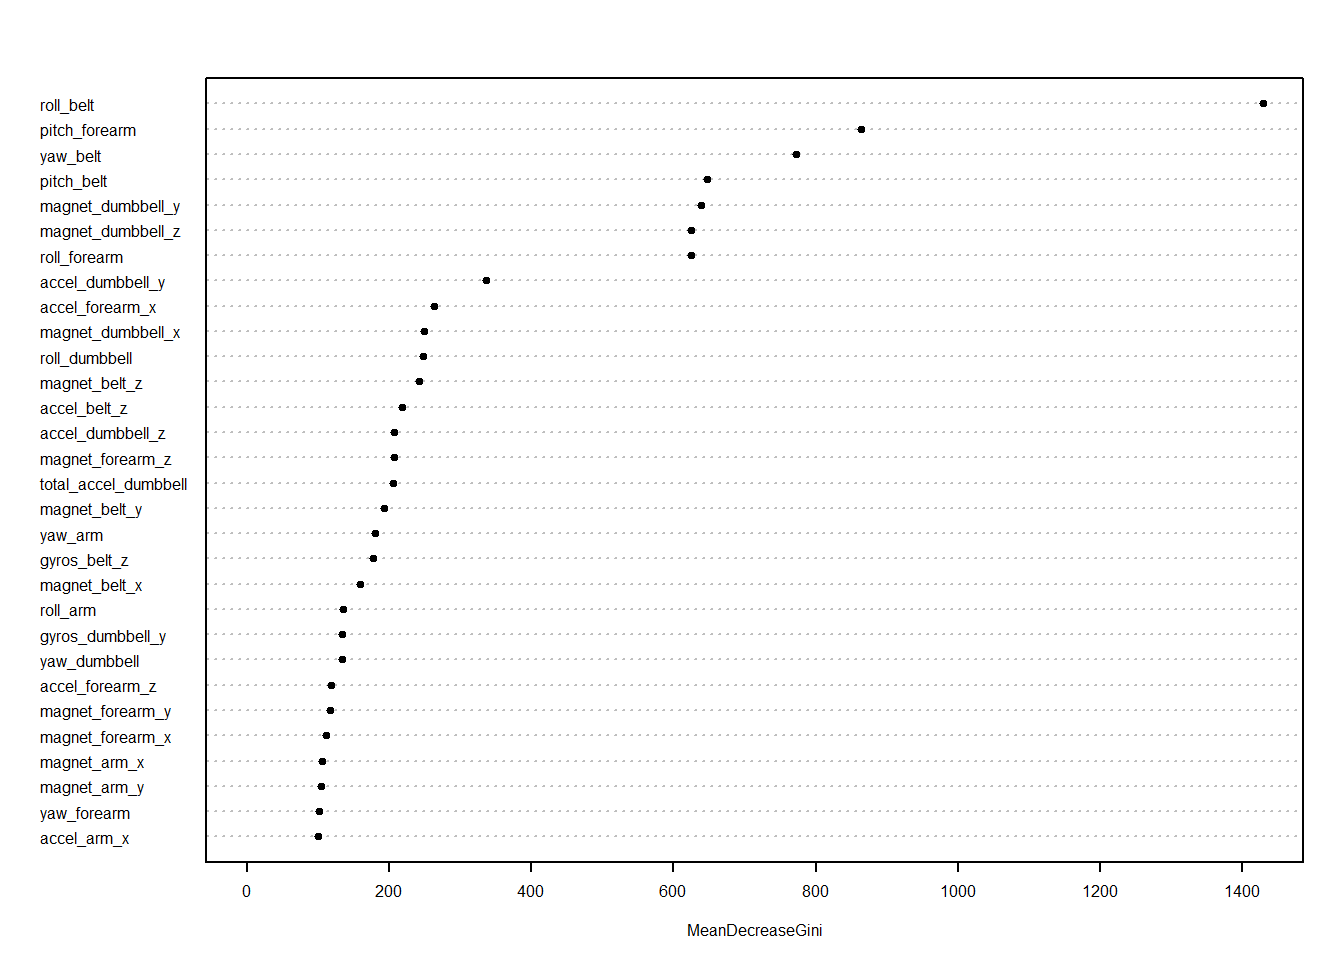 roll_belt
pitch_forearm
yaw_belt
pitch_belt
magnet_dumbbell_y
magnet_dumbbell_z
roll_forearm
accel_dumbbell_y
accel_forearm_x
magnet_dumbbell_x
roll_dumbbell
magnet_belt_z
accel_belt_z
accel_dumbbell_z
magnet_forearm_z
total_accel_dumbbell
magnet_belt_y
yaw_arm
gyros_belt_z
magnet_belt_x
roll_arm
gyros_dumbbell_y
yaw_dumbbell
accel_forearm_z
magnet_forearm_y
magnet_forearm_x
magnet_arm_x
magnet_arm_y
yaw_forearm
accel_arm_x
0 200 400 600 800 1000 1200 1400
MeanDecreaseGini